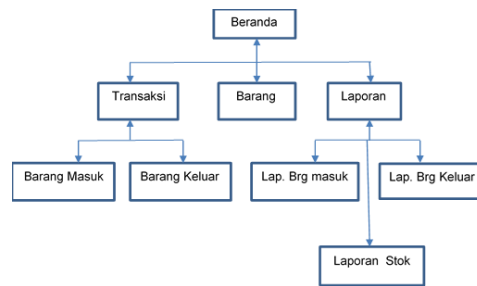 Beranda
Transaksi
Barang
Laporan
Barang Masuk
Barang Keluar
Lap. Brg masuk
Lap. Brg Keluar
Laporan Stok